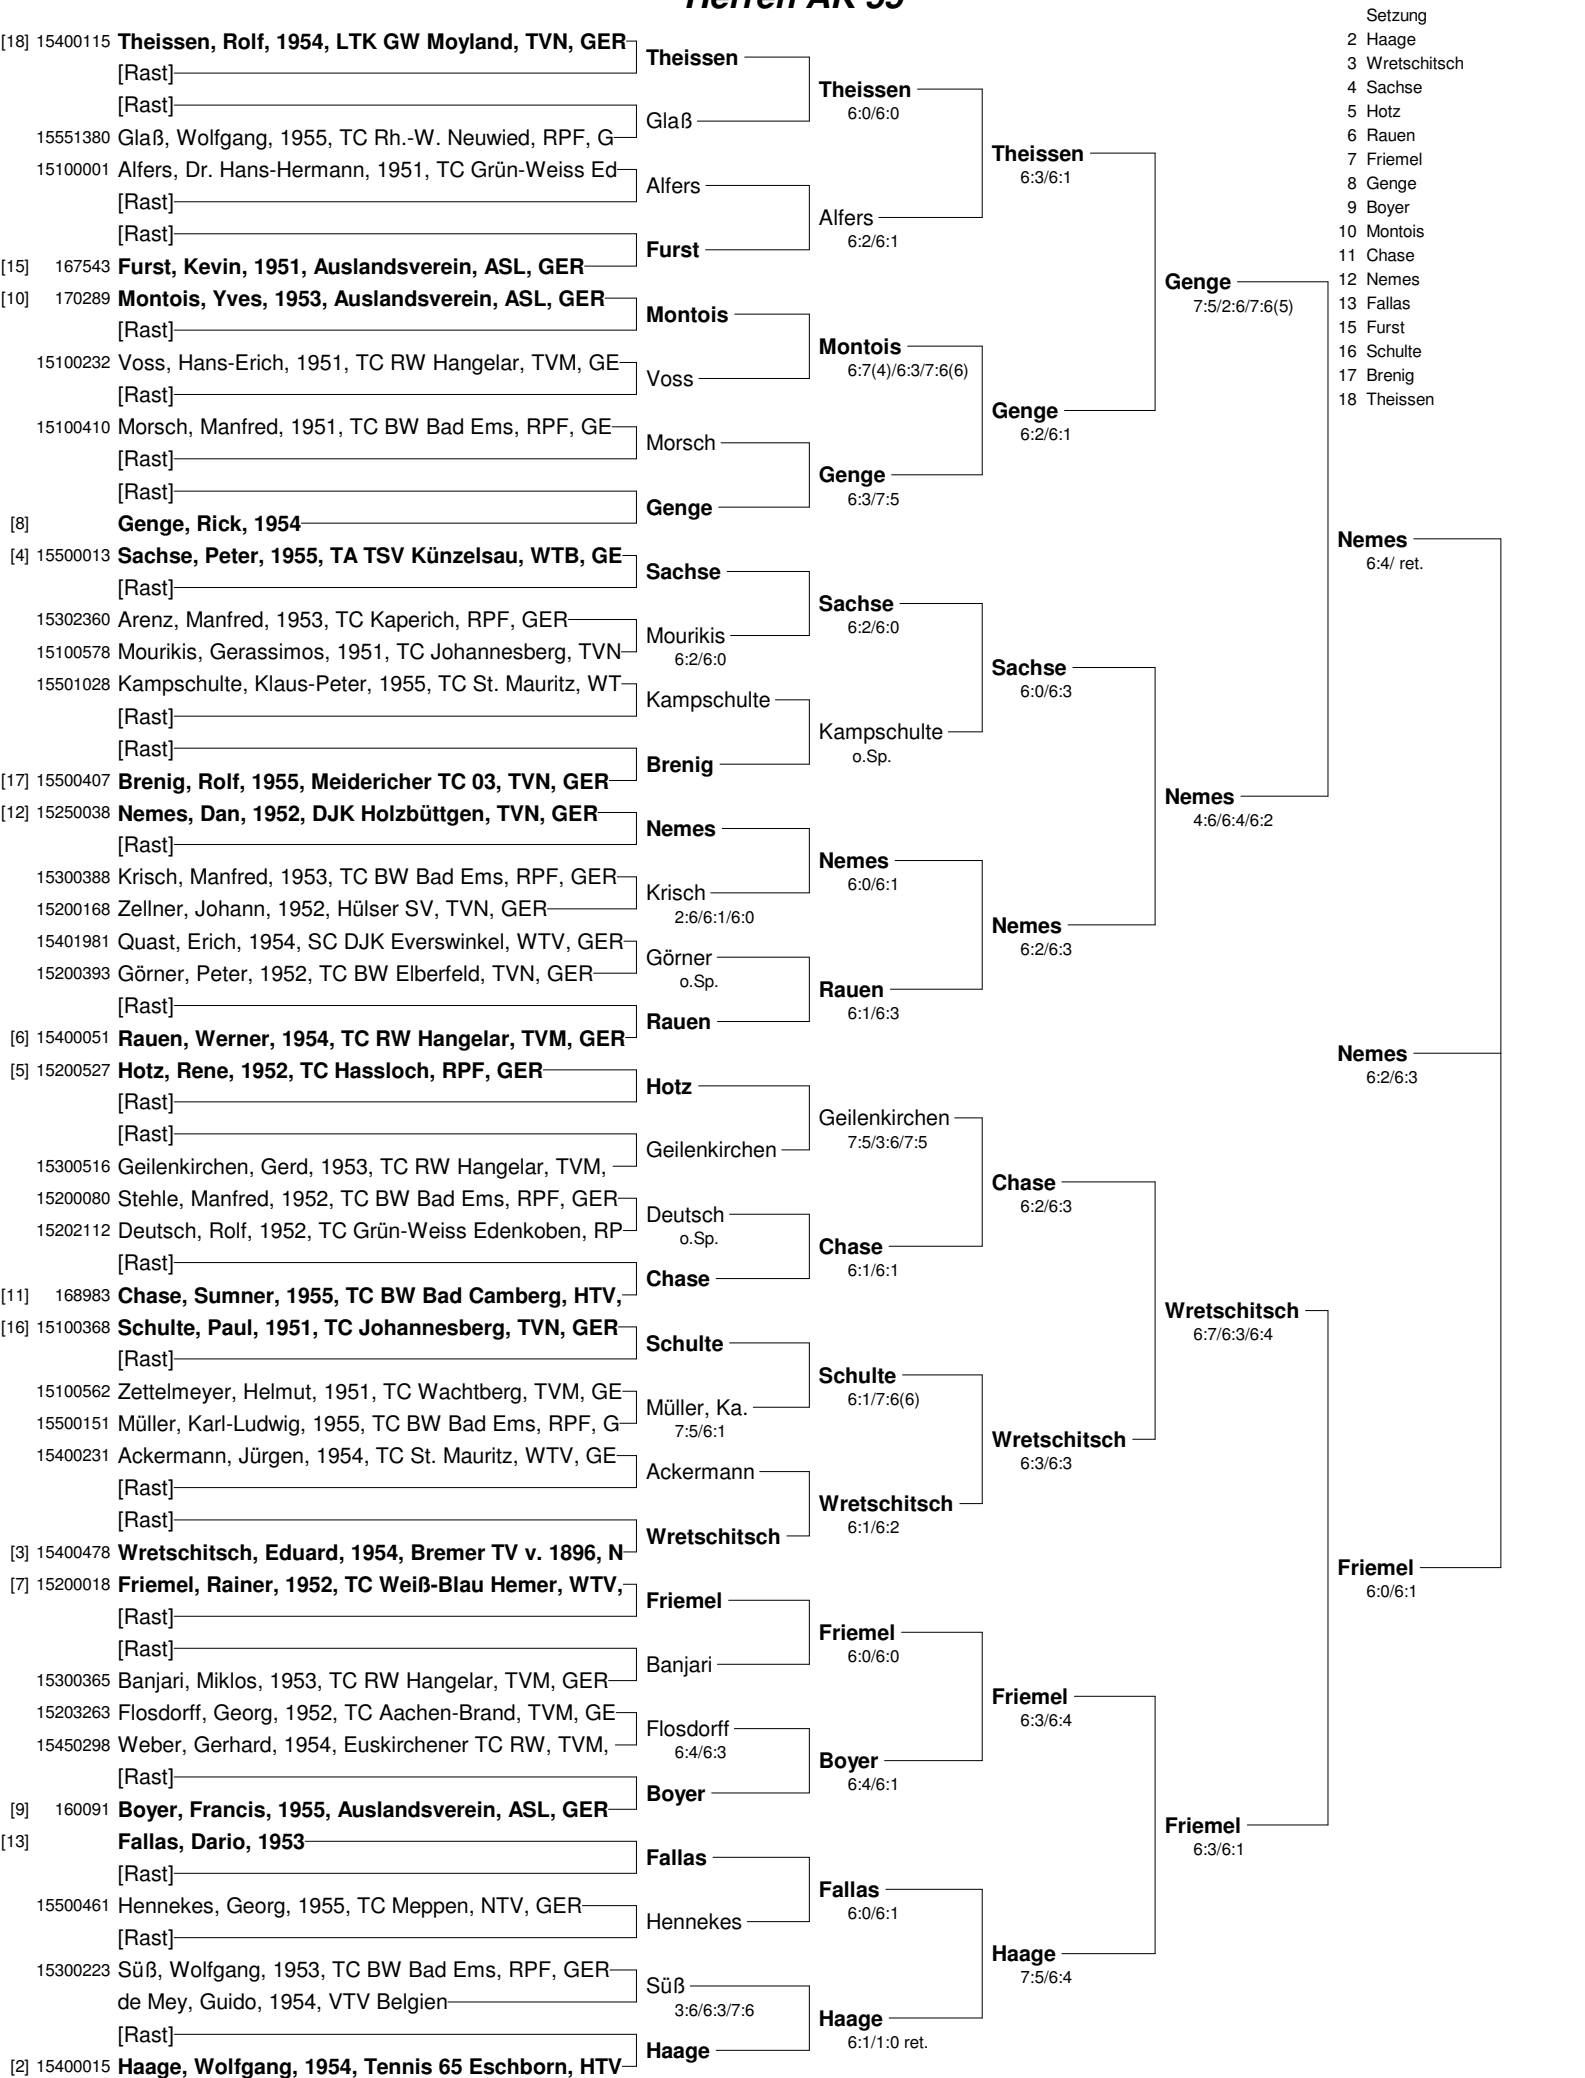 Herren AK 55
Setzung
2 Haage
3 Wretschitsch
4 Sachse
5 Hotz
6 Rauen
7 Friemel
8 Genge
9 Boyer
10 Montois
11 Chase
12 Nemes
13 Fallas
15 Furst
16 Schulte
17 Brenig
18 Theissen
[18] 15400115 Theissen, Rolf, 1954, LTK GW Moyland, TVN, GER
[Rast]
[Rast]
15551380 Glaß, Wolfgang, 1955, TC Rh.-W. Neuwied, RPF, G
15100001 Alfers, Dr. Hans-Hermann, 1951, TC Grün-Weiss Ed
[Rast]
[Rast]
[15] 167543 Furst, Kevin, 1951, Auslandsverein, ASL, GER
[10] 170289 Montois, Yves, 1953, Auslandsverein, ASL, GER
[Rast]
15100232 Voss, Hans-Erich, 1951, TC RW Hangelar, TVM, GE
[Rast]
15100410 Morsch, Manfred, 1951, TC BW Bad Ems, RPF, GE
[Rast]
[Rast]
[8] Genge, Rick, 1954
[4] 15500013 Sachse, Peter, 1955, TA TSV Künzelsau, WTB, GE
[Rast]
15302360 Arenz, Manfred, 1953, TC Kaperich, RPF, GER
15100578 Mourikis, Gerassimos, 1951, TC Johannesberg, TVN
15501028 Kampschulte, Klaus-Peter, 1955, TC St. Mauritz, WT
[Rast]
[Rast]
[17] 15500407 Brenig, Rolf, 1955, Meidericher TC 03, TVN, GER
[12] 15250038 Nemes, Dan, 1952, DJK Holzbüttgen, TVN, GER
[Rast]
15300388 Krisch, Manfred, 1953, TC BW Bad Ems, RPF, GER
15200168 Zellner, Johann, 1952, Hülser SV, TVN, GER
15401981 Quast, Erich, 1954, SC DJK Everswinkel, WTV, GER
15200393 Görner, Peter, 1952, TC BW Elberfeld, TVN, GER
[Rast]
[6] 15400051 Rauen, Werner, 1954, TC RW Hangelar, TVM, GER
[5] 15200527 Hotz, Rene, 1952, TC Hassloch, RPF, GER
[Rast]
[Rast]
15300516 Geilenkirchen, Gerd, 1953, TC RW Hangelar, TVM,
15200080 Stehle, Manfred, 1952, TC BW Bad Ems, RPF, GER
15202112 Deutsch, Rolf, 1952, TC Grün-Weiss Edenkoben, RP
[Rast]
[11] 168983 Chase, Sumner, 1955, TC BW Bad Camberg, HTV,
[16] 15100368 Schulte, Paul, 1951, TC Johannesberg, TVN, GER
[Rast]
15100562 Zettelmeyer, Helmut, 1951, TC Wachtberg, TVM, GE
15500151 Müller, Karl-Ludwig, 1955, TC BW Bad Ems, RPF, G
15400231 Ackermann, Jürgen, 1954, TC St. Mauritz, WTV, GE
[Rast]
[Rast]
[3] 15400478 Wretschitsch, Eduard, 1954, Bremer TV v. 1896, N
[7] 15200018 Friemel, Rainer, 1952, TC Weiß-Blau Hemer, WTV,
[Rast]
[Rast]
15300365 Banjari, Miklos, 1953, TC RW Hangelar, TVM, GER
15203263 Flosdorff, Georg, 1952, TC Aachen-Brand, TVM, GE
15450298 Weber, Gerhard, 1954, Euskirchener TC RW, TVM,
[Rast]
[9] 160091 Boyer, Francis, 1955, Auslandsverein, ASL, GER
[13] Fallas, Dario, 1953
[Rast]
15500461 Hennekes, Georg, 1955, TC Meppen, NTV, GER
[Rast]
15300223 Süß, Wolfgang, 1953, TC BW Bad Ems, RPF, GER
de Mey, Guido, 1954, VTV Belgien
[Rast]
[2] 15400015 Haage, Wolfgang, 1954, Tennis 65 Eschborn, HTV
Theissen
Glaß
Alfers
Furst
Montois
Voss
Morsch
Genge
Sachse
Mourikis
6:2/6:0
Kampschulte
Brenig
Nemes
Krisch
2:6/6:1/6:0
Görner
o.Sp.
Rauen
Hotz
Geilenkirchen
Deutsch
o.Sp.
Chase
Schulte
Müller, Ka.
7:5/6:1
Ackermann
Wretschitsch
Friemel
Banjari
Flosdorff
6:4/6:3
Boyer
Fallas
Hennekes
Süß
3:6/6:3/7:6
Haage
Theissen
6:0/6:0
Alfers
6:2/6:1
Montois
6:7(4)/6:3/7:6(6)
Genge
6:3/7:5
Sachse
6:2/6:0
Kampschulte
o.Sp.
Nemes
6:0/6:1
Rauen
6:1/6:3
Geilenkirchen
7:5/3:6/7:5
Chase
6:1/6:1
Schulte
6:1/7:6(6)
Wretschitsch
6:1/6:2
Friemel
6:0/6:0
Boyer
6:4/6:1
Fallas
6:0/6:1
Haage
6:1/1:0 ret.
Theissen
6:3/6:1
Genge
6:2/6:1
Sachse
6:0/6:3
Nemes
6:2/6:3
Chase
6:2/6:3
Wretschitsch
6:3/6:3
Friemel
6:3/6:4
Haage
7:5/6:4
Genge
7:5/2:6/7:6(5)
Nemes
4:6/6:4/6:2
Wretschitsch
6:7/6:3/6:4
Friemel
6:3/6:1
Nemes
6:4/ ret.
Nemes
6:2/6:3
Friemel
6:0/6:1